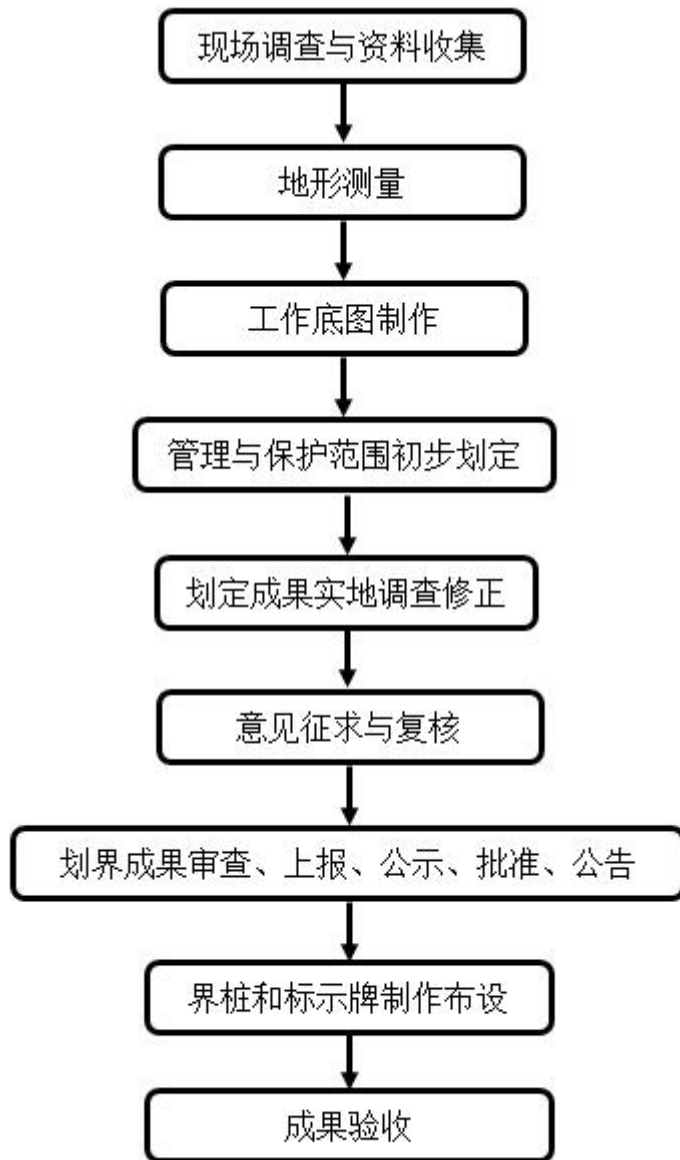 现场调查与资料收集
地形测量
工作底图制作
管理与保护范围初步划定
划定成果实地调查修正
意见征求与复核
划界成果审查、上报、公示、批准、公告
界桩和标示牌制作布设
成果验收